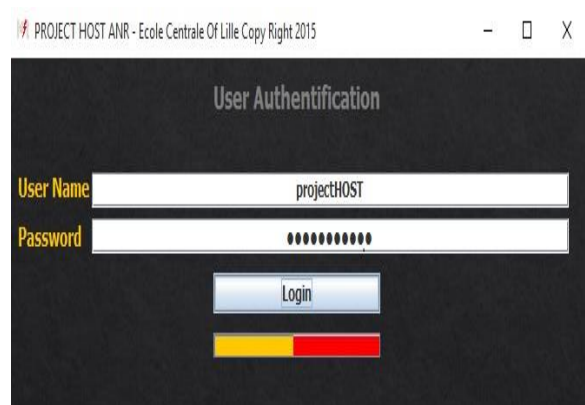 PROJECT HOST ANR - Ecole Centrale Of Lille Copy Right 2015
User Authentification
User Name projectHOST
Password ●●●●●●●●●●●
Login